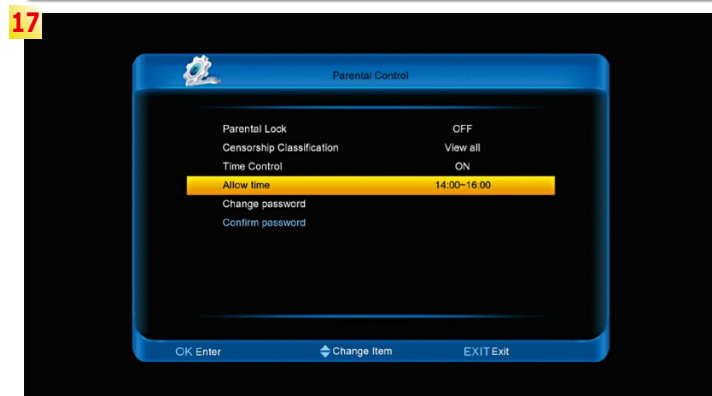 17
Parental Control
Parental Lock OFF
Censorship Classification View all
Time Control ON
Allow time 14:00~16:00
Change password
Confirm password
OK Enter Change Item EXIT Exit